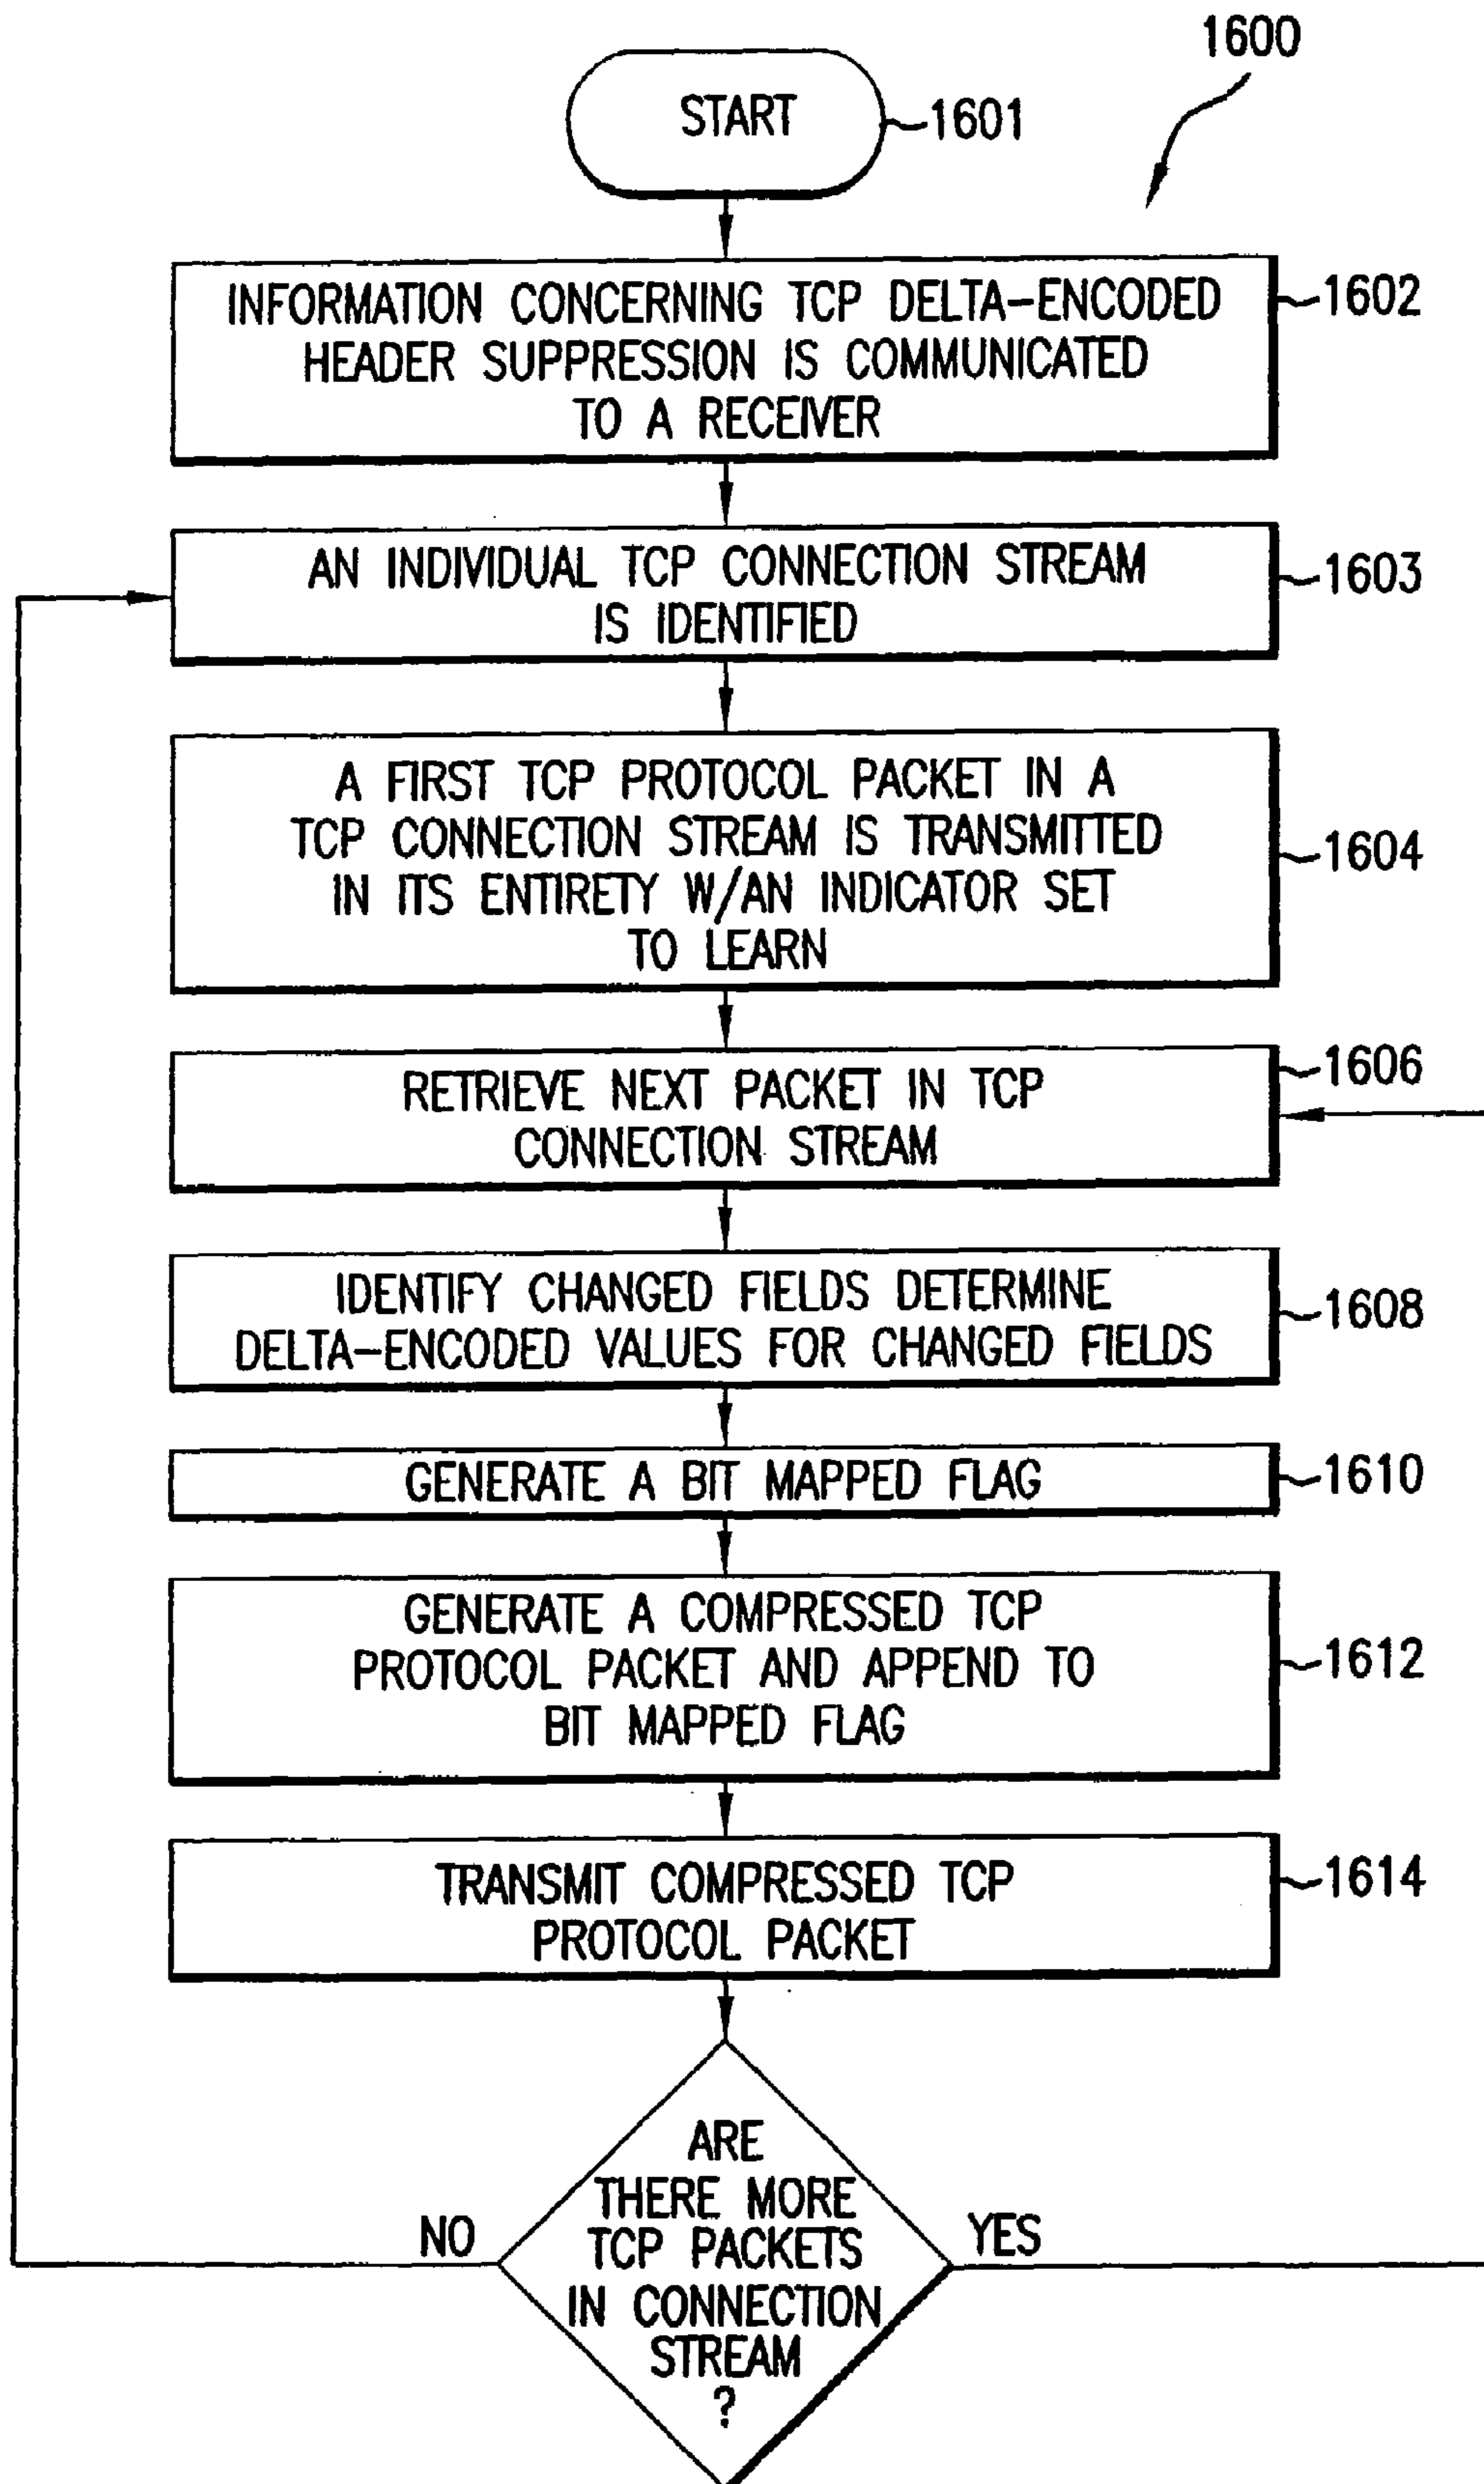 1600
START
1601
INFORMATION CONCERNING TCP DELTA-ENCODED
HEADER SUPPRESSION IS COMMUNICATED
TO A RECEIVER
1602
AN INDIVIDUAL TCP CONNECTION STREAM
IS IDENTIFIED
1603
A FIRST TCP PROTOCOL PACKET IN A
TCP CONNECTION STREAM IS TRANSMITTED
IN ITS ENTIRETY W/AN INDICATOR SET
TO LEARN
1604
RETRIEVE NEXT PACKET IN TCP
CONNECTION STREAM
1606
IDENTIFY CHANGED FIELDS DETERMINE
DELTA-ENCODED VALUES FOR CHANGED FIELDS
1608
GENERATE A BIT MAPPED FLAG
1610
GENERATE A COMPRESSED TCP
PROTOCOL PACKET AND APPEND TO
BIT MAPPED FLAG
1612
TRANSMIT COMPRESSED TCP
PROTOCOL PACKET
1614
ARE
THERE MORE
TCP PACKETS
IN CONNECTION
STREAM
?
NO
YES